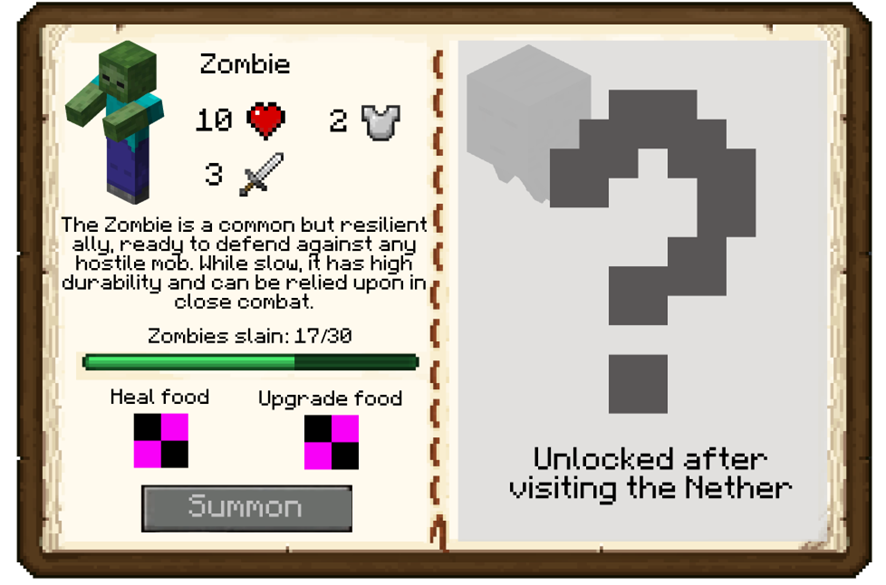 Zombie
10
2
3
The Zombie is a common but resilient
ally, ready to defend against any
hostile mob. While slow, it has high
durability and can be relied upon in
close combat.
Zombies slain: 17/30
Heal food
Upgrade food
Summon
Unlocked after
visiting the Nether